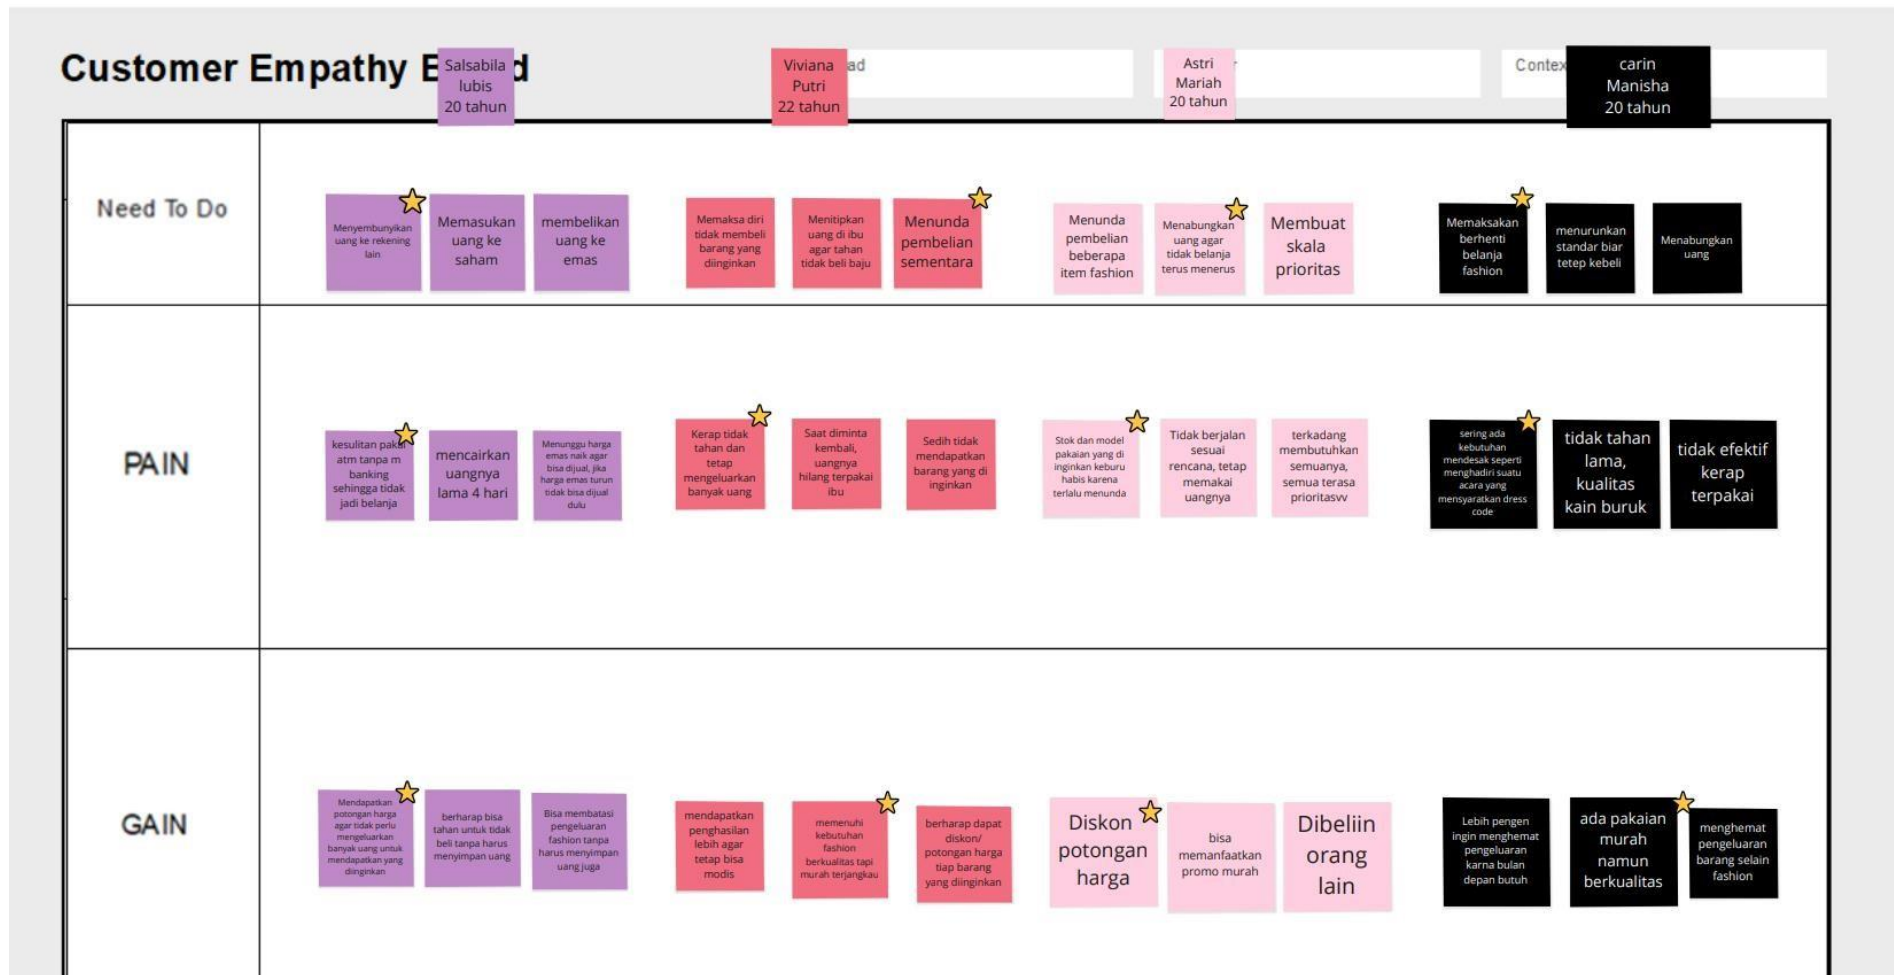 Customer Empathy B d
Salsabila
lubis
20 tahun
Viviana
Putri
22 tahun
ad
Astri
Mariah
20 tahun
r
Contex
carin
Manisha
20 tahun
Need To Do
Menyembunyikan
uang ke rekening
lain
Memasukan
uang ke
saham
membelikan
uang ke
emas
Memaksa diri
tidak membeli
barang yang
diinginkan
Menitipkan
uang di ibu
agar tahan
tidak beli baju
Menunda
pembelian
sementara
Menunda
pembelian
beberapa
item fashion
Menabungkan
uang agar
tidak belanja
terus menerus
Membuat
skala
prioritas
Memaksakan
berhenti
belanja
fashion
menurunkan
standar biar
tetep kebeli
Menabungkan
uang
PAIN
kesulitan pakai
atm tanpa m
banking
sehingga tidak
jadi belanja
mencairkan
uangnya
lama 4 hari
Menunggu harga
emas naik agar
bisa dijual, jika
harga emas turun
tidak bisa dijual
dulu
Kerap tidak
tahan dan
tetap
mengeluarkan
banyak uang
Saat diminta
kembali,
uangnya
hilang terpakai
ibu
Sedih tidak
mendapatkan
barang yang di
inginkan
Stok dan model
pakaian yang di
inginkan keburu
habis karena
terlalu menunda
Tidak berjalan
sesuai
rencana, tetap
memakai
uangnya
terkadang
membutuhkan
semuanya,
semua terasa
prioritasvv
sering ada
kebutuhan
mendesak seperti
menghadiri suatu
acara yang
mensyaratkan dress
code
tidak tahan
lama,
kualitas
kain buruk
tidak efektif
kerap
terpakai
GAIN
Mendapatkan
potongan harga
agar tidak perlu
mengeluarkan
banyak uang untuk
mendapatkan yang
diinginkan
berharap bisa
tahan untuk tidak
beli tanpa harus
menyimpan uang
Bisa membatasi
pengeluaran
fashion tanpa
harus menyimpan
uang juga
mendapatkan
penghasilan
lebih agar
tetap bisa
modis
memenuhi
kebutuhan
fashion
berkualitas tapi
murah terjangkau
berharap dapat
diskon/
potongan harga
tiap barang
yang diinginkan
Diskon
potongan
harga
bisa
memanfaatkan
promo murah
Dibeliin
orang
lain
Lebih pengen
ingin menghemat
pengeluaran
karna bulan
depan butuh
ada pakaian
murah
namun
berkualitas
menghemat
pengeluaran
barang selain
fashion